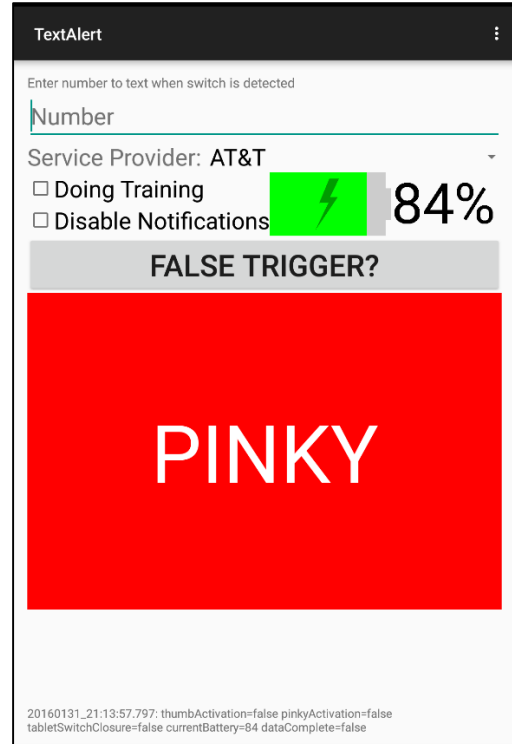 TextAlert
Enter number to text when switch is detected
Number
Service Provider: AT&T
Doing Training
Disable Notifications
84%
FALSE TRIGGER?
PINKY
20160131_21:13:57.797: thumbActivation=false pinkyActivation=false
tabletSwitchClosure=false currentBattery=84 dataComplete=false